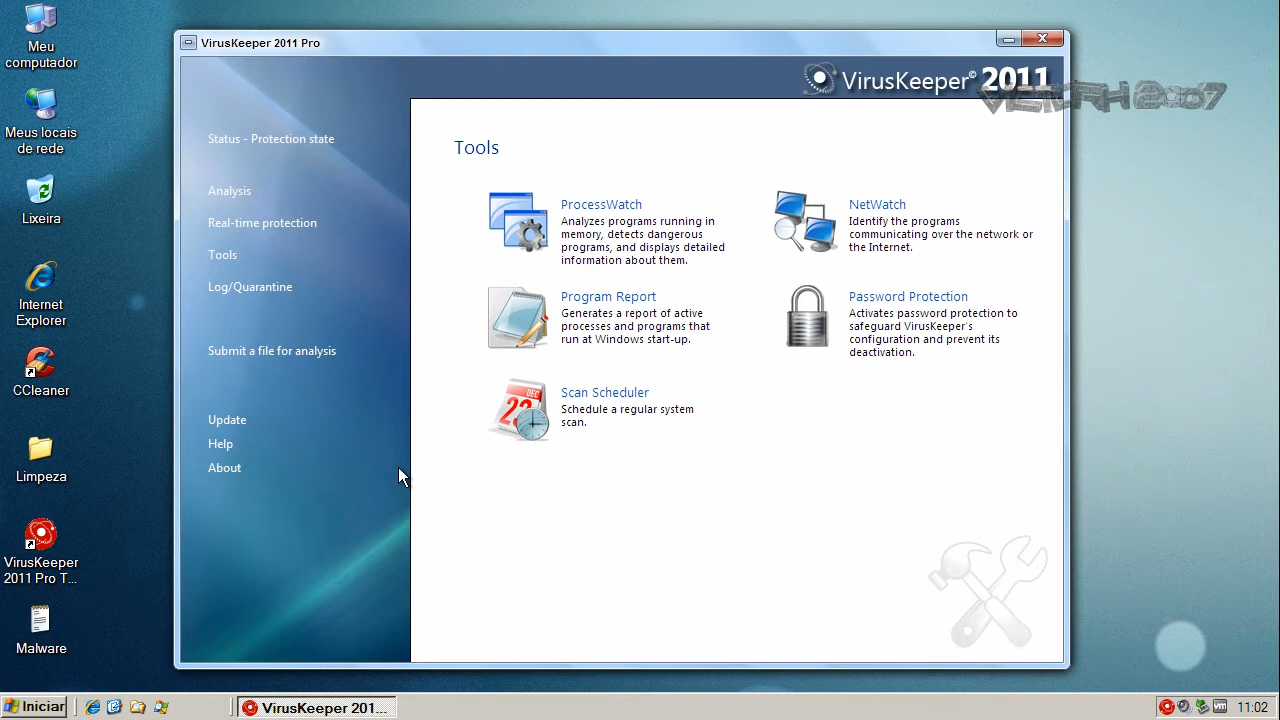 Meu
computador
Meus locais
de rede
Lixeira
Internet
Explorer
CCleaner
Limpeza
VirusKeeper
2011 Pro T...
Malware
VirusKeeper 2011 Pro
VirusKeeper© 2011
Status - Protection state
Analysis
Real-time protection
Tools
Log/Quarantine
Submit a file for analysis
Update
Help
About
Tools
ProcessWatch
Analyzes programs running in
memory, detects dangerous
programs, and displays detailed
information about them.
NetWatch
Identify the programs
communicating over the network or
the Internet.
Program Report
Generates a report of active
processes and programs that
run at Windows start-up.
Password Protection
Activates password protection to
safeguard VirusKeeper's
configuration and prevent its
deactivation.
DEC
23
Scan Scheduler
Schedule a regular system
scan.
Iniciar
VirusKeeper 201...
vm
11:02